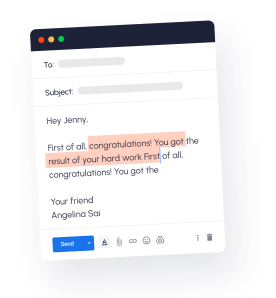 To:
Subject:
Hey Jenny,
First of all, congratulations! You got the
result of your hard work First of all,
congratulations! You got the
Your friend
Angelina Sai
Send
A